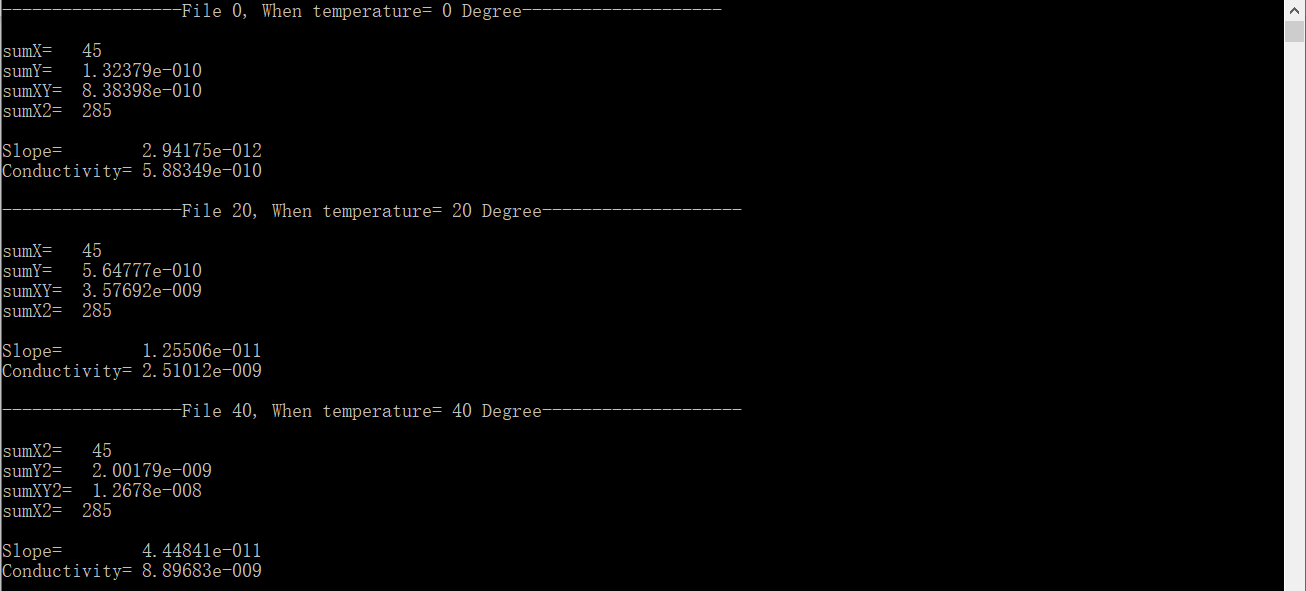 ------------------File 0, When temperature= 0 Degree--------------------
sumX=   45
sumY=   1.32379e-010
sumXY=  8.38398e-010
sumX2=  285
Slope=        2.94175e-012
Conductivity= 5.88349e-010
------------------File 20, When temperature= 20 Degree--------------------
sumX=   45
sumY=   5.64777e-010
sumXY=  3.57692e-009
sumX2=  285
Slope=        1.25506e-011
Conductivity= 2.51012e-009
------------------File 40, When temperature= 40 Degree--------------------
sumX2=   45
sumY2=   2.00179e-009
sumXY2=  1.2678e-008
sumX2=  285
Slope=        4.44841e-011
Conductivity= 8.89683e-009